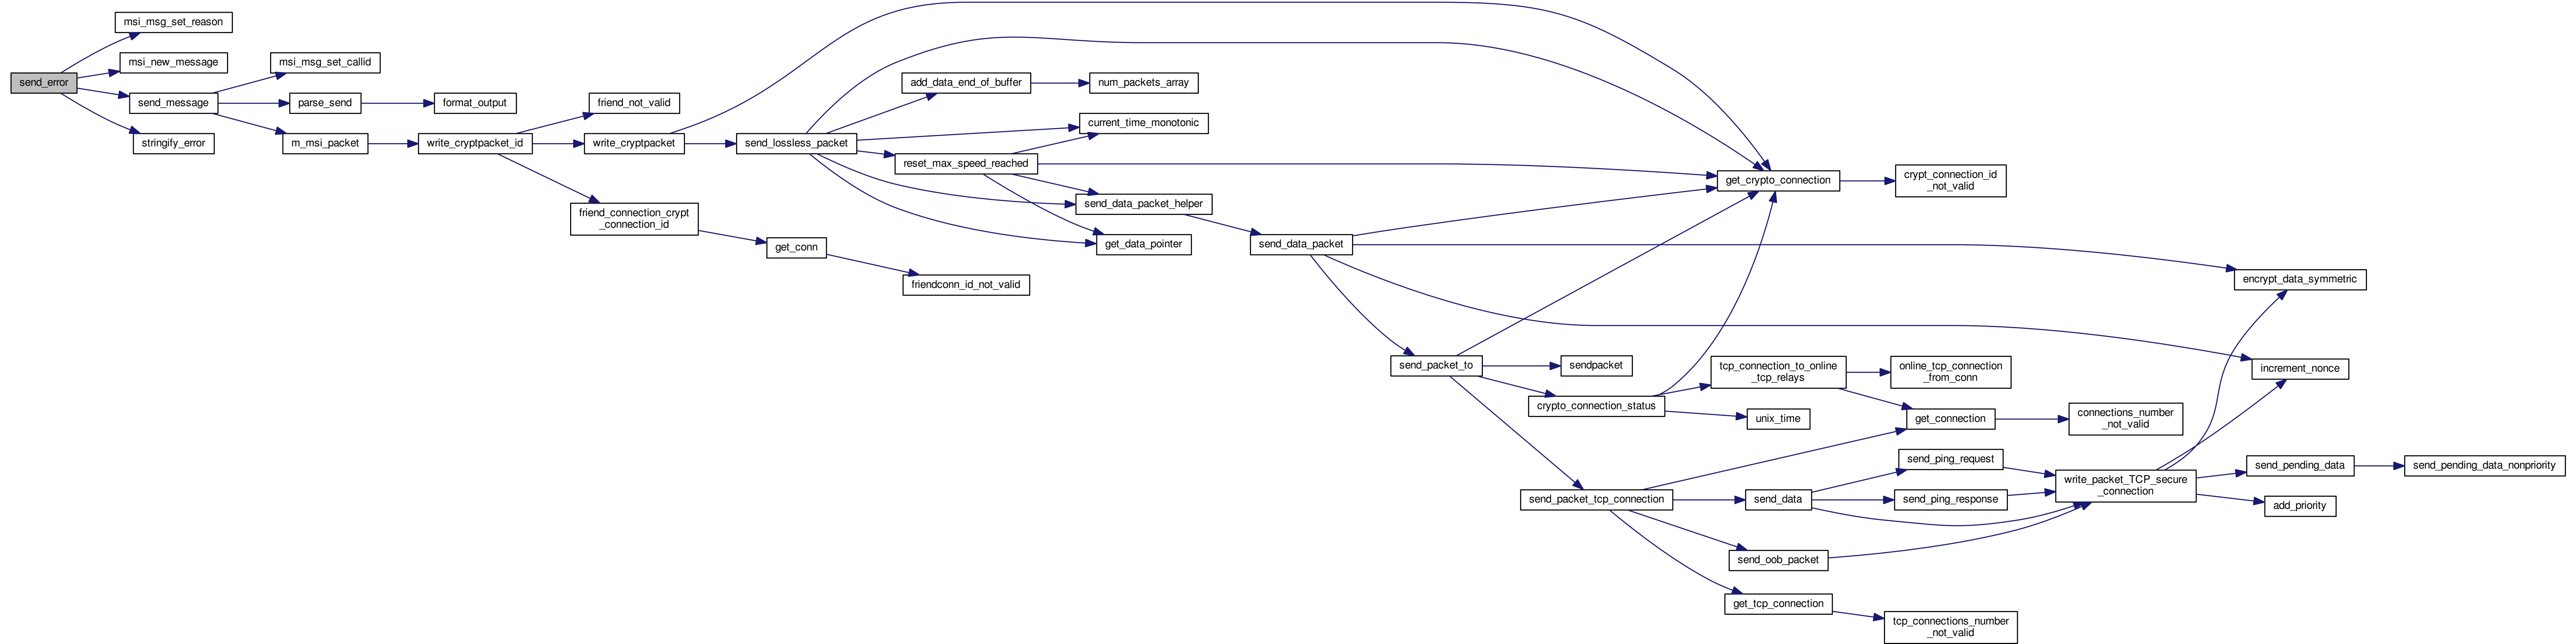 send_error
msi_msg_set_reason
msi_new_message
send_message
stringify_error
msi_msg_set_callid
parse_send
m_msi_packet
format_output
write_cryptpacket_id
friend_not_valid
write_cryptpacket
friend_connection_crypt
_connection_id
send_lossless_packet
get_conn
add_data_end_of_buffer
reset_max_speed_reached
friendconn_id_not_valid
num_packets_array
current_time_monotonic
send_data_packet_helper
get_data_pointer
send_data_packet
send_packet_to
sendpacket
crypto_connection_status
send_packet_tcp_connection
get_crypto_connection
tcp_connection_to_online
_tcp_relays
unix_time
send_data
send_oob_packet
get_tcp_connection
crypt_connection_id
_not_valid
online_tcp_connection
_from_conn
get_connection
send_ping_request
send_ping_response
tcp_connections_number
_not_valid
connections_number
_not_valid
write_packet_TCP_secure
_connection
encrypt_data_symmetric
increment_nonce
send_pending_data
add_priority
send_pending_data_nonpriority